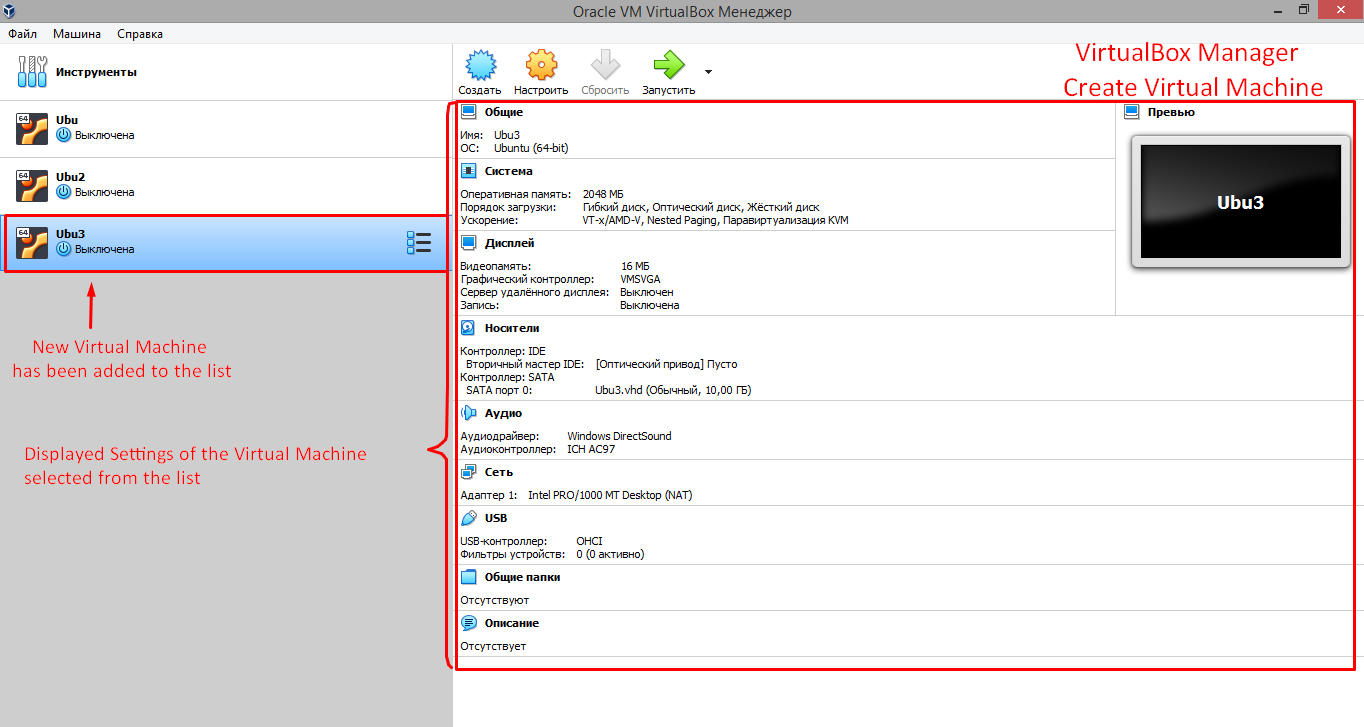 Oracle VM VirtualBox Менеджер
Файл Машина Справка
Инструменты
Создать Настроить Сбросить Запустить
VirtualBox Manager
Create Virtual Machine
64
Ubu
Выключена
64
Ubu2
Выключена
64
Ubu3
Выключена
New Virtual Machine
has been added to the list
Displayed Settings of the Virtual Machine
selected from the list
Общие
Имя: Ubu3
ОС: Ubuntu (64-bit)
Система
Оперативная память: 2048 МБ
Порядок загрузки: Гибкий диск, Оптический диск, Жёсткий диск
Ускорение: VT-x/AMD-V, Nested Paging, Паравиртуализация KVM
Дисплей
Видеопамять: 16 МБ
Графический контроллер: VMSVGA
Сервер удалённого дисплея: Выключен
Запись: Выключена
Превью
Ubu3
Носители
Контроллер: IDE
Вторичный мастер IDE: [Оптический привод] Пусто
Контроллер: SATA
SATA порт 0: Ubu3.vhd (Обычный, 10,00 ГБ)
Аудио
Аудиодрайвер: Windows DirectSound
Аудиоконтроллер: ICH AC97
Сеть
Адаптер 1: Intel PRO/1000 MT Desktop (NAT)
USB
USB-контроллер: OHCI
Фильтры устройств: 0 (0 активно)
Общие папки
Отсутствуют
Описание
Отсутствует